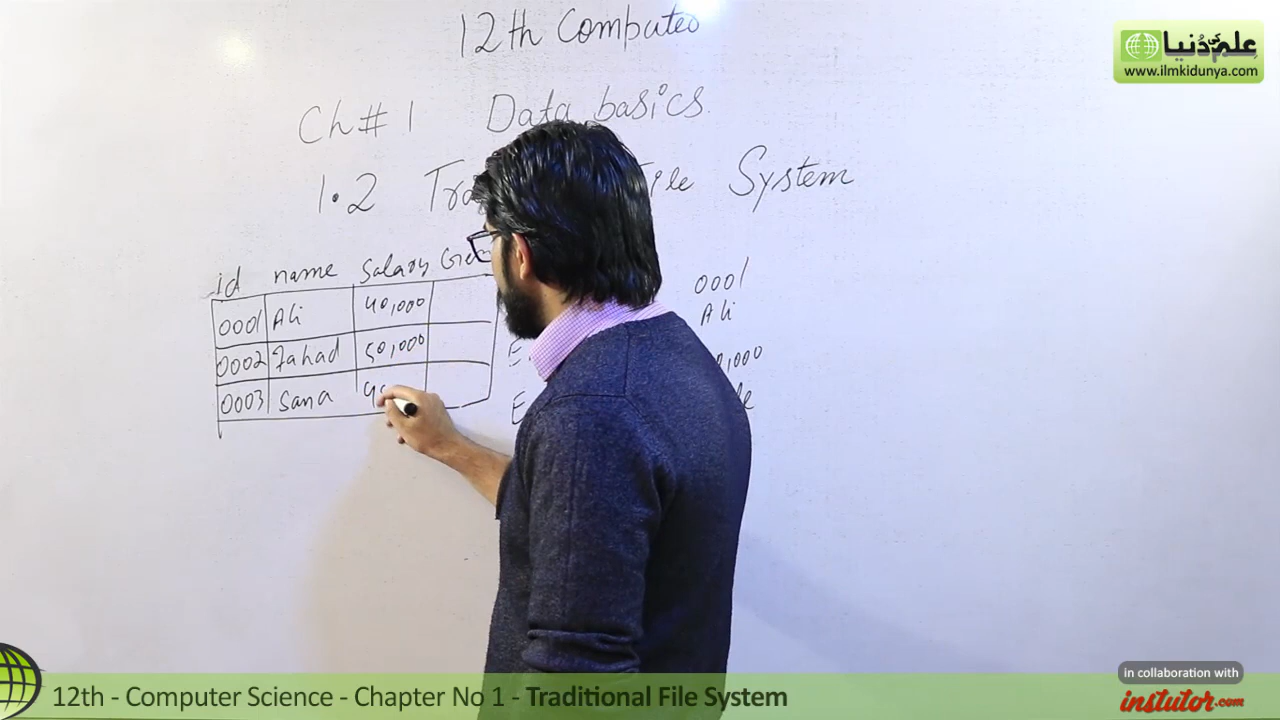 12th Computer
علم کی دنیا
www.ilmkidunya.com
Ch # 1 Data basics
1.2 File System
id name Salary
0001 Ali 40,000
0002 Fahad 50,000
0003 Sana
0001
Ali
in collaboration with
instutor.com
12th - Computer Science - Chapter No 1 - Traditional File System